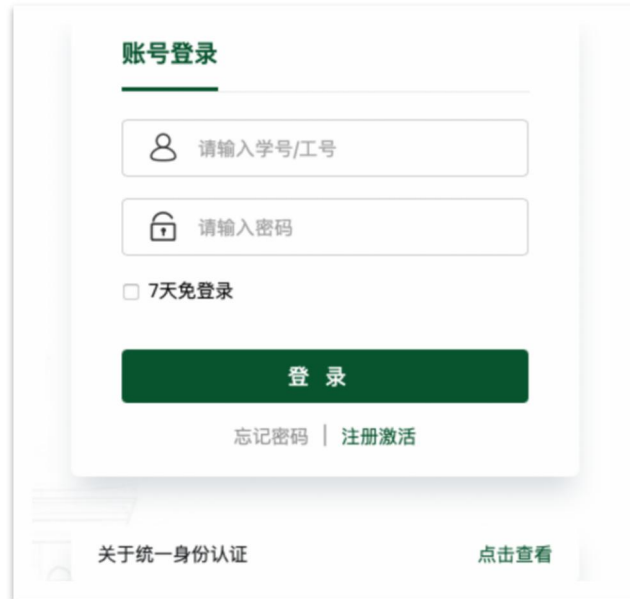 账号登录
请输入学号/工号
请输入密码
7天免登录
登 录
忘记密码 | 注册激活
关于统一身份认证 点击查看